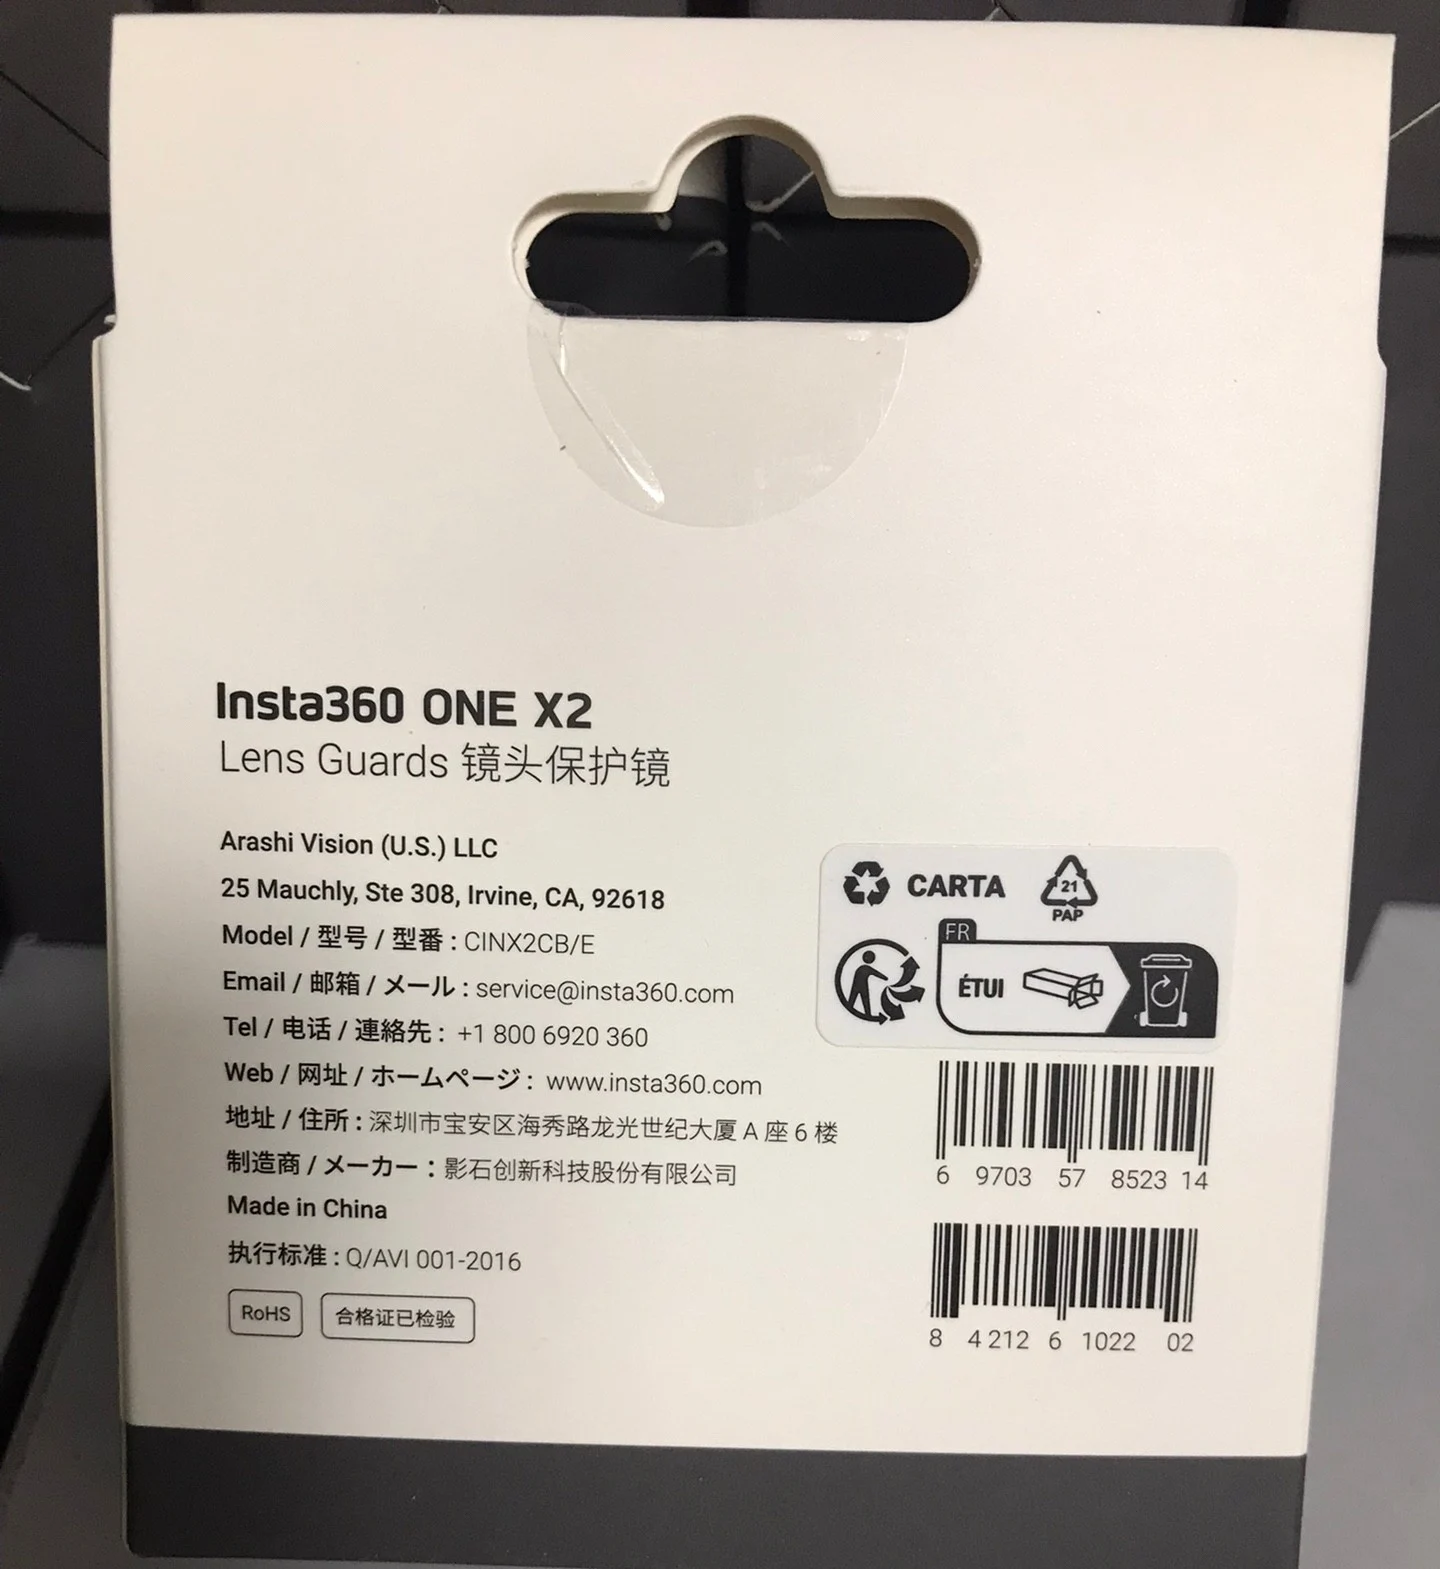 Insta360 ONE X2
Lens Guards 镜头保护镜
Arashi Vision (U.S.) LLC
25 Mauchly, Ste 308, Irvine, CA, 92618
Model / 型号 / 型番 : CINX2CB/E
Email / 邮箱 / メール : service@insta360.com
Tel / 电话 / 連絡先 : +1 800 6920 360
Web / 网址 / ホームページ : www.insta360.com
地址 / 住所 : 深圳市宝安区海秀路龙光世纪大厦 A 座 6 楼
制造商 / メーカー : 影石创新科技股份有限公司
Made in China
执行标准 : Q/AVI 001-2016
RoHS 合格证已检验
CARTA 21
PAP
FR
ÉTUI
6 9703 57 8523 14
8 4 212 6 1022 02